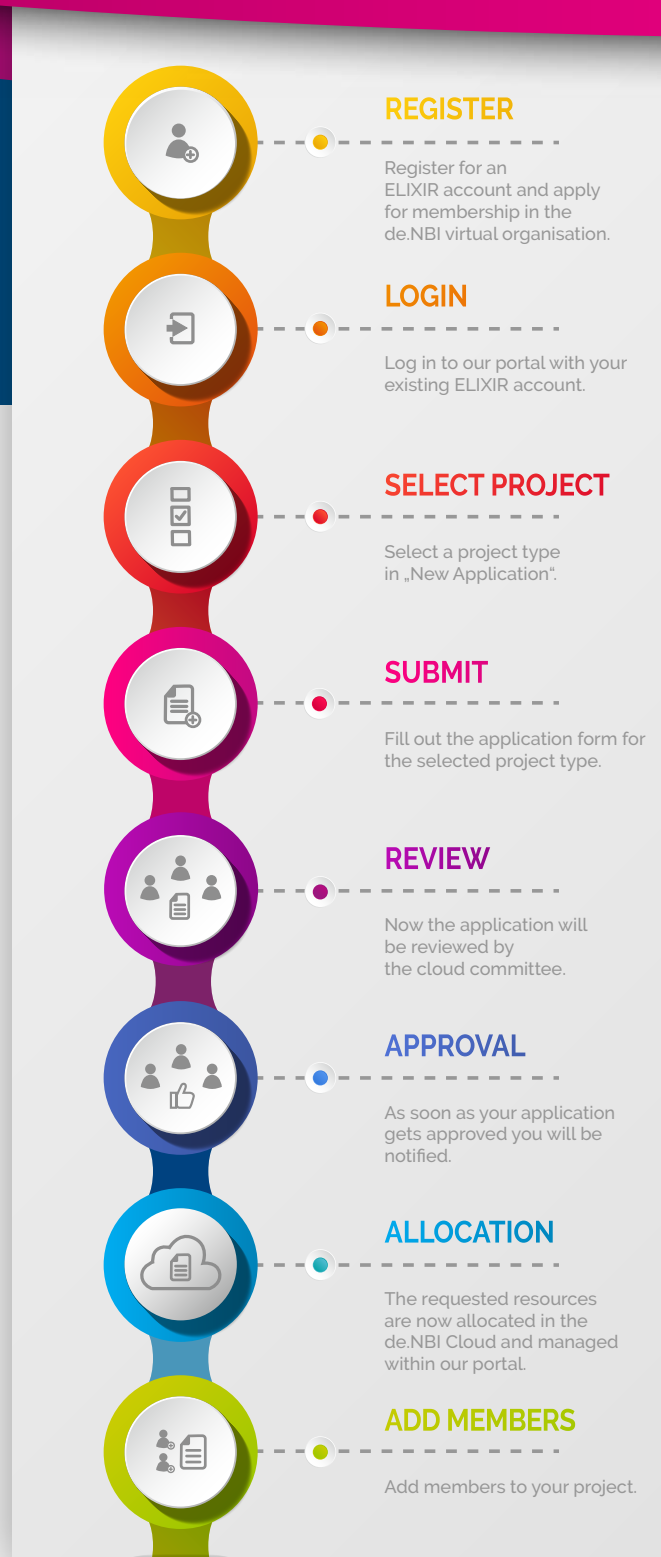 REGISTER
Register for an
ELIXIR account and apply
for membership in the
de.NBI virtual organisation.
LOGIN
Log in to our portal with your
existing ELIXIR account.
SELECT PROJECT
Select a project type
in „New Application“.
SUBMIT
Fill out the application form for
the selected project type.
REVIEW
Now the application will
be reviewed by
the cloud committee.
APPROVAL
As soon as your application
gets approved you will be
notified.
ALLOCATION
The requested resources
are now allocated in the
de.NBI Cloud and managed
within our portal.
ADD MEMBERS
Add members to your project.